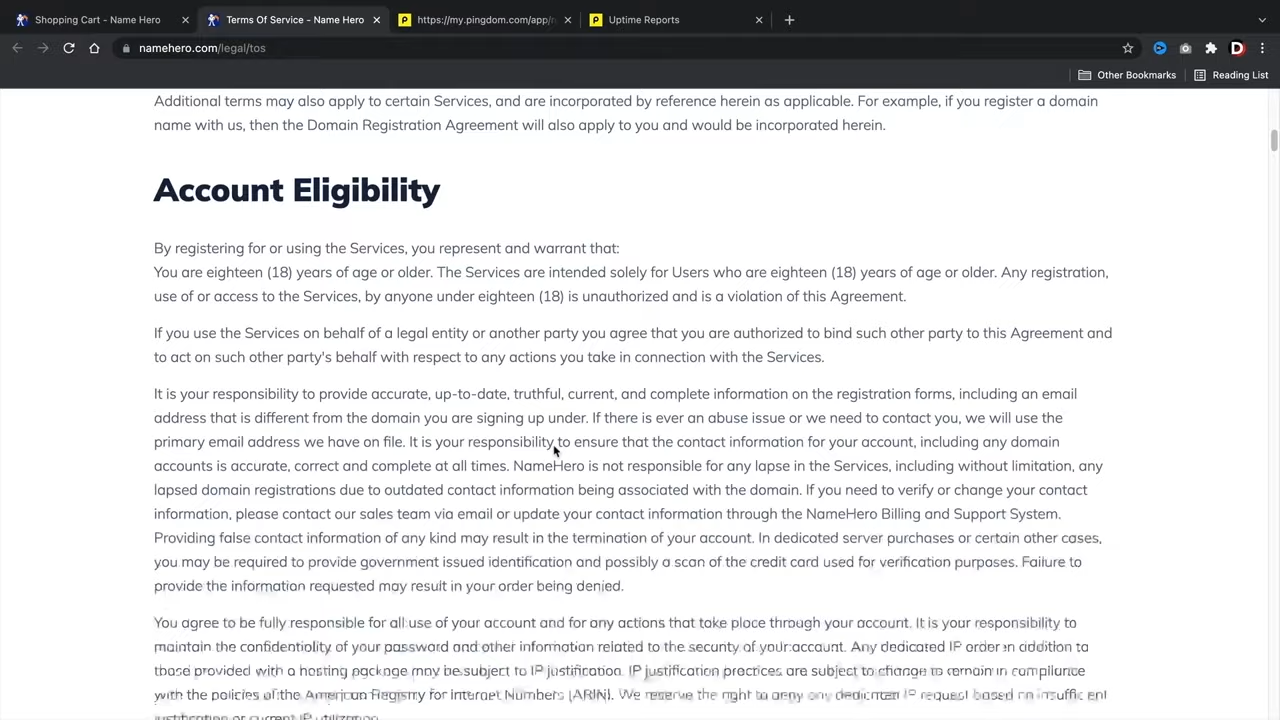 Shopping Cart - Name Hero
Terms Of Service - Name Hero
https://my.pingdom.com/app/r
Uptime Reports
namehero.com/legal/tos
Other Bookmarks
Reading List
Additional terms may also apply to certain Services, and are incorporated by reference herein as applicable. For example, if you register a domain
name with us, then the Domain Registration Agreement will also apply to you and would be incorporated herein.
Account Eligibility
By registering for or using the Services, you represent and warrant that:
You are eighteen (18) years of age or older. The Services are intended solely for Users who are eighteen (18) years of age or older. Any registration,
use of or access to the Services, by anyone under eighteen (18) is unauthorized and is a violation of this Agreement.
If you use the Services on behalf of a legal entity or another party you agree that you are authorized to bind such other party to this Agreement and
to act on such other party's behalf with respect to any actions you take in connection with the Services.
It is your responsibility to provide accurate, up-to-date, truthful, current, and complete information on the registration forms, including an email
address that is different from the domain you are signing up under. If there is ever an abuse issue or we need to contact you, we will use the
primary email address we have on file. It is your responsibility to ensure that the contact information for your account, including any domain
accounts is accurate, correct and complete at all times. NameHero is not responsible for any lapse in the Services, including without limitation, any
lapsed domain registrations due to outdated contact information being associated with the domain. If you need to verify or change your contact
information, please contact our sales team via email or update your contact information through the NameHero Billing and Support System.
Providing false contact information of any kind may result in the termination of your account. In dedicated server purchases or certain other cases,
you may be required to provide government issued identification and possibly a scan of the credit card used for verification purposes. Failure to
provide the information requested may result in your order being denied.
You agree to be fully responsible for all use of your account and for any actions that take place through your account. It is your responsibility to
maintain the confidentiality of your password and other information related to the security of your account. Any dedicated IP order in addition to
those provided with a hosting package may be subject to IP justification. IP justification practices are subject to change to remain in compliance
with the policies of the American Registry for Internet Numbers (ARIN). We reserve the right to deny any dedicated IP request based on insufficient
justification or current IP utilization.